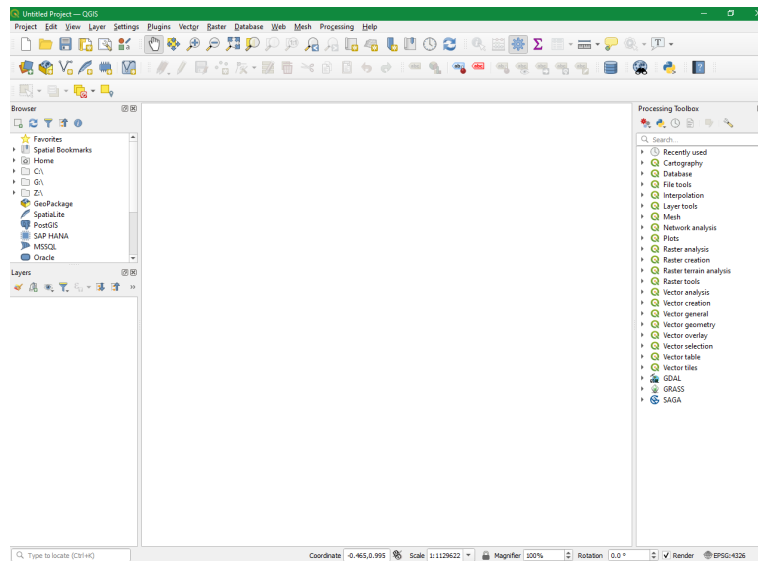 Untitled Project — QGIS
Project Edit View Layer Settings Plugins Vector Raster Database Web Mesh Processing Help
Browser
Favorites
Spatial Bookmarks
Home
C:\
G:\
Z:\
GeoPackage
SpatiaLite
PostGIS
SAP HANA
MSSQL
Oracle
Layers
Processing Toolbox
Search...
Recently used
Cartography
Database
File tools
Interpolation
Layer tools
Mesh
Network analysis
Plots
Raster analysis
Raster creation
Raster terrain analysis
Raster tools
Vector analysis
Vector creation
Vector general
Vector geometry
Vector overlay
Vector selection
Vector table
Vector tiles
GDAL
GRASS
SAGA
Type to locate (Ctrl+K) Coordinate -0.465,0.995 Scale 1:1129622 Magnifier 100% Rotation 0.0 ° Render EPSG:4326